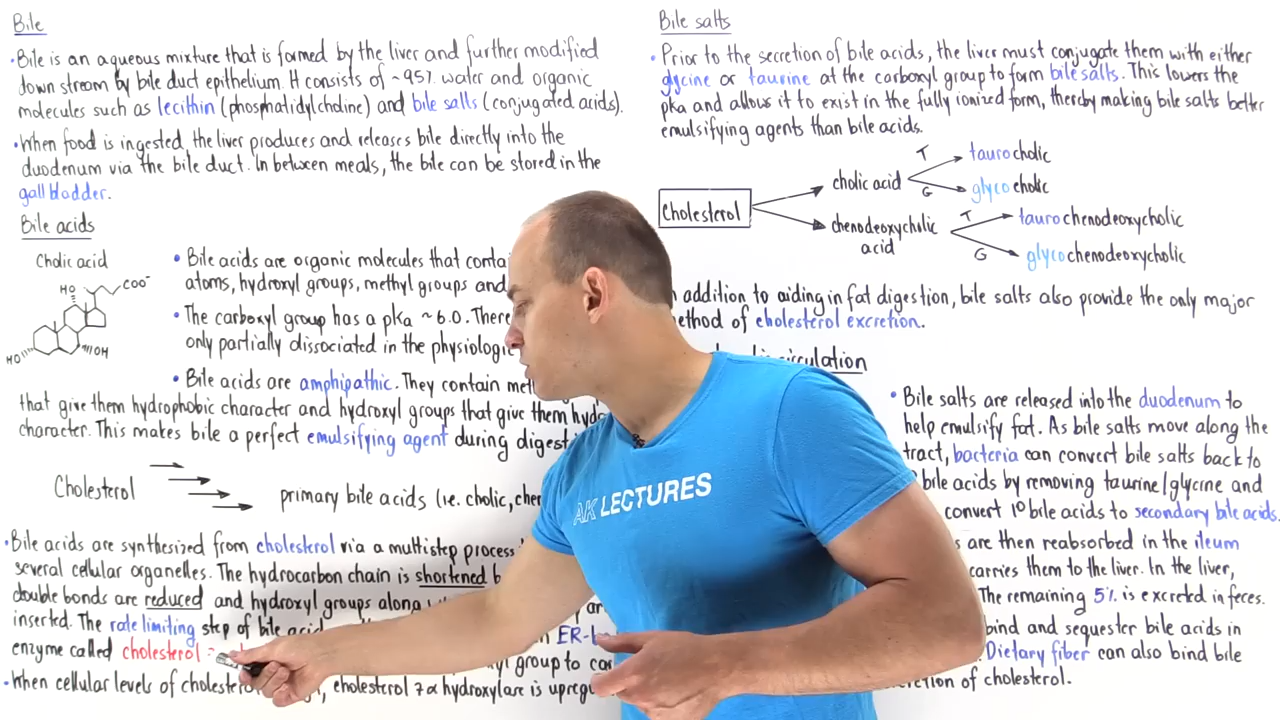 Bile
• Bile is an aqueous mixture that is formed by the liver and further modified
down stream by bile duct epithelium. It consists of ~95% water and organic
molecules such as lecithin (phosphatidylcholine) and bile salts (conjugated acids).
• When food is ingested, the liver produces and releases bile directly into the
duodenum via the bile duct. In between meals, the bile can be stored in the
gall bladder.
Bile acids
Cholic acid
HO
COO⁻
HO
OH
• Bile acids are organic molecules that
atoms, hydroxyl groups, methyl groups and
• The carboxyl group has a pka ~6.0.
only partially dissociated in the
• Bile acids are amphipathic. They contain
that give them hydrophobic character and hydroxyl groups that give them
character. This makes bile a perfect emulsifying agent during
Cholesterol
primary bile acids (ie. cholic,
• Bile acids are synthesized from cholesterol via a multistep process
several cellular organelles. The hydrocarbon chain is shortened
double bonds are reduced and hydroxyl groups along
inserted. The rate limiting step of bile
enzyme called cholesterol
group to
• When cellular levels of
, cholesterol 7α hydroxylase is
Bile salts
• Prior to the secretion of bile acids, the liver must conjugate them with either
glycine or taurine at the carboxyl group to form bile salts. This lowers the
pka and allows it to exist in the fully ionized form, thereby making bile salts better
emulsifying agents than bile acids.
Cholesterol
cholic acid
T
taurocholic
G
glycocholic
chenodeoxycholic
acid
T
taurochenodeoxycholic
G
glycochenodeoxycholic
addition to aiding in fat digestion, bile salts also provide the only major
of cholesterol excretion.
• Bile salts are released into the duodenum to
help emulsify fat. As bile salts move along the
tract, bacteria can convert bile salts back to
bile acids by removing taurine/glycine and
convert 1° bile acids to secondary bile acids.
are then reabsorbed in the ileum
carries them to the liver. In the liver,
The remaining 5% is excreted in feces.
bind and sequester bile acids in
Dietary fiber can also bind bile
of cholesterol.
AK LECTURES